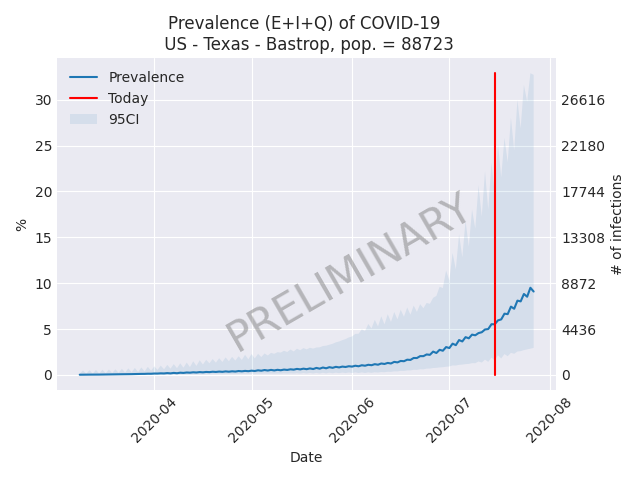 Prevalence (E+I+Q) of COVID-19
US - Texas - Bastrop, pop. = 88723
Prevalence
Today
95CI
PRELIMINARY
%
30
25
20
15
10
5
0
26616
22180
17744
13308
8872
4436
0
# of infections
2020-04
2020-05
2020-06
2020-07
2020-08
Date